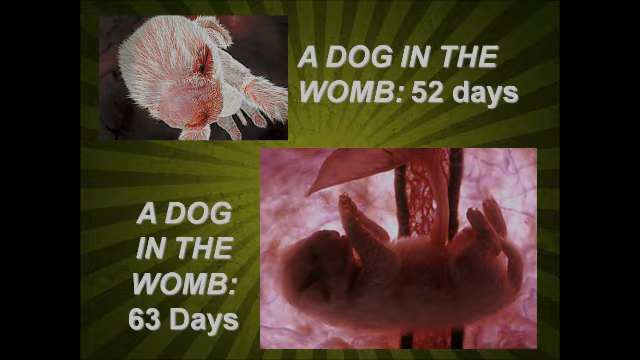 A DOG IN THE
WOMB: 52 days
A DOG
IN THE
WOMB:
63 Days